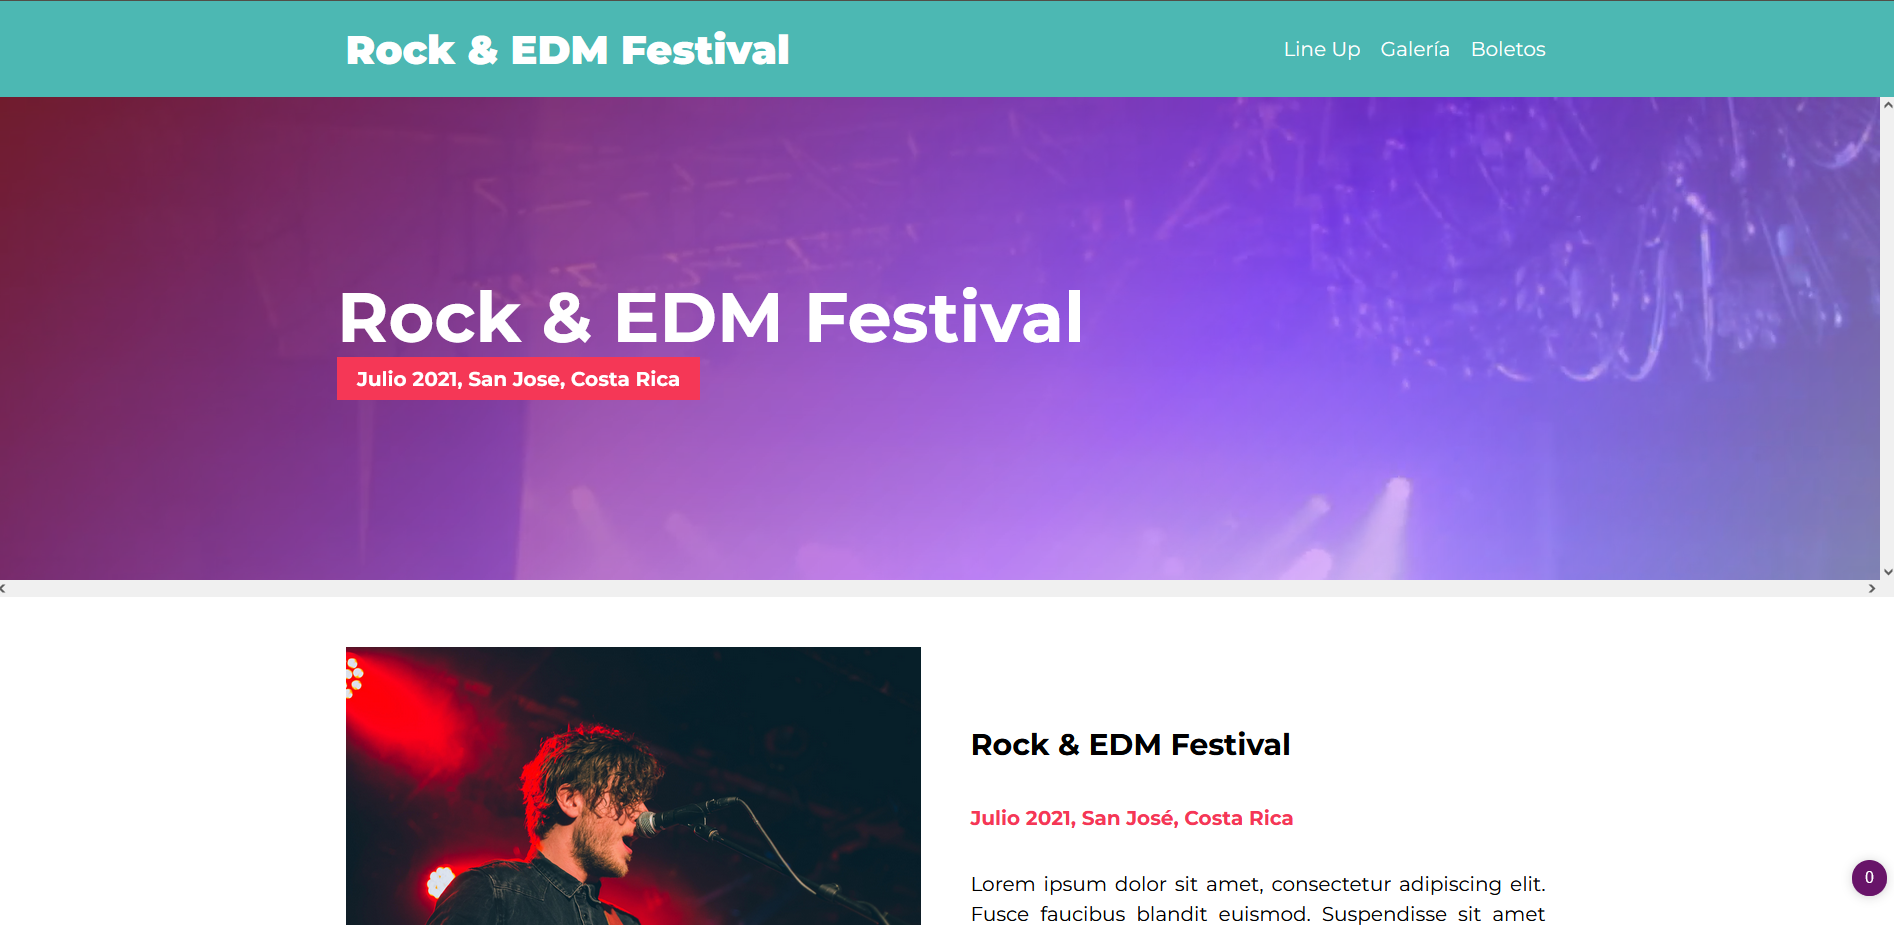 Rock & EDM Festival
Line Up Galería Boletos
Rock & EDM Festival
Julio 2021, San Jose, Costa Rica
Rock & EDM Festival
Julio 2021, San José, Costa Rica
Lorem ipsum dolor sit amet, consectetur adipiscing elit.
Fusce faucibus blandit euismod. Suspendisse sit amet
0